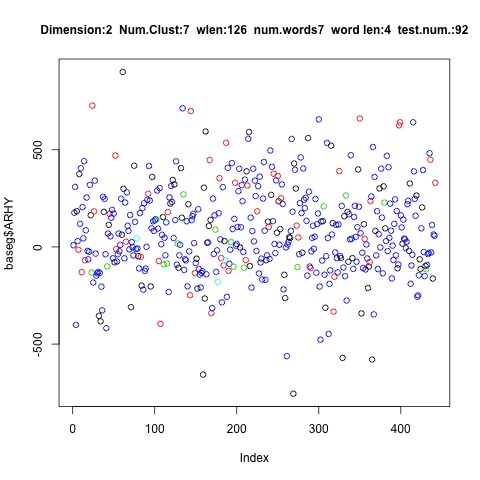 Dimension:2 Num.Clust:7 wlen:126 num.words7 word len:4 test.num.:92
500
0
-500
baseg$ARHY
0 100 200 300 400
Index